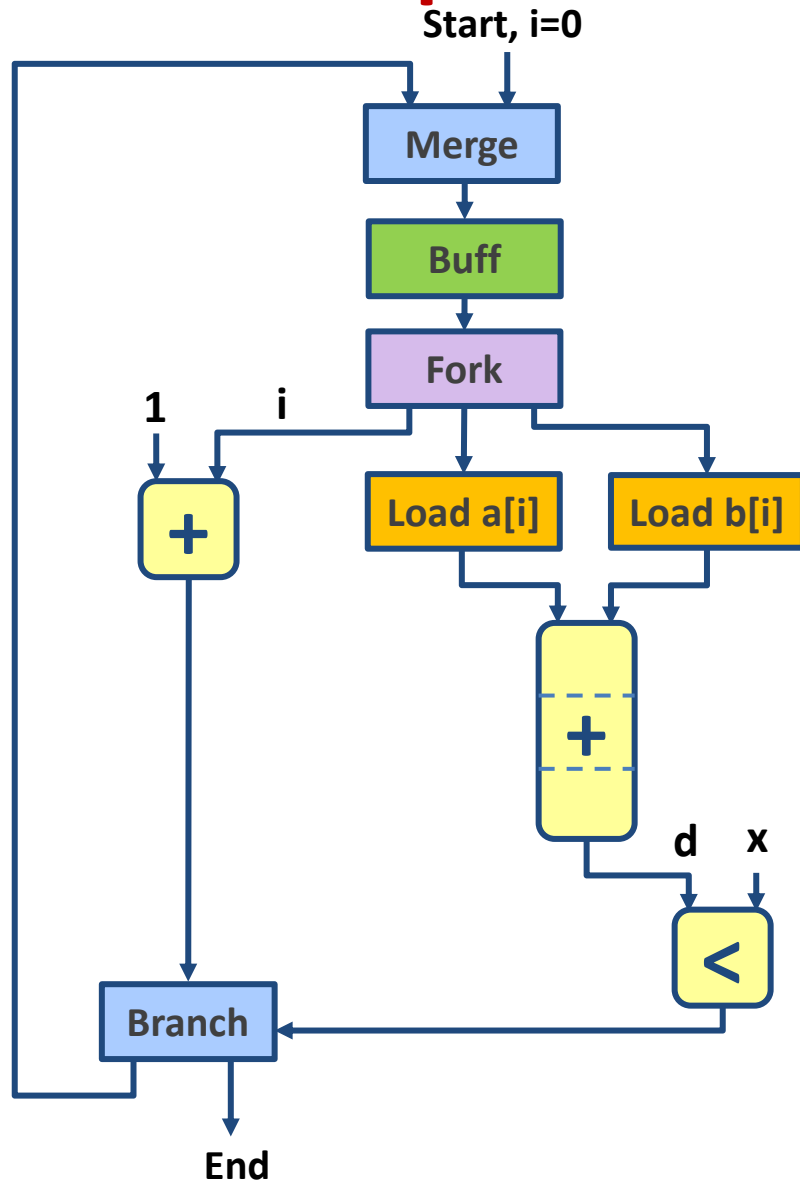 Start, i=0
Merge
Buff
Fork
1
i
Load a[i]
Load b[i]
+
+
d
x
<
Branch
End